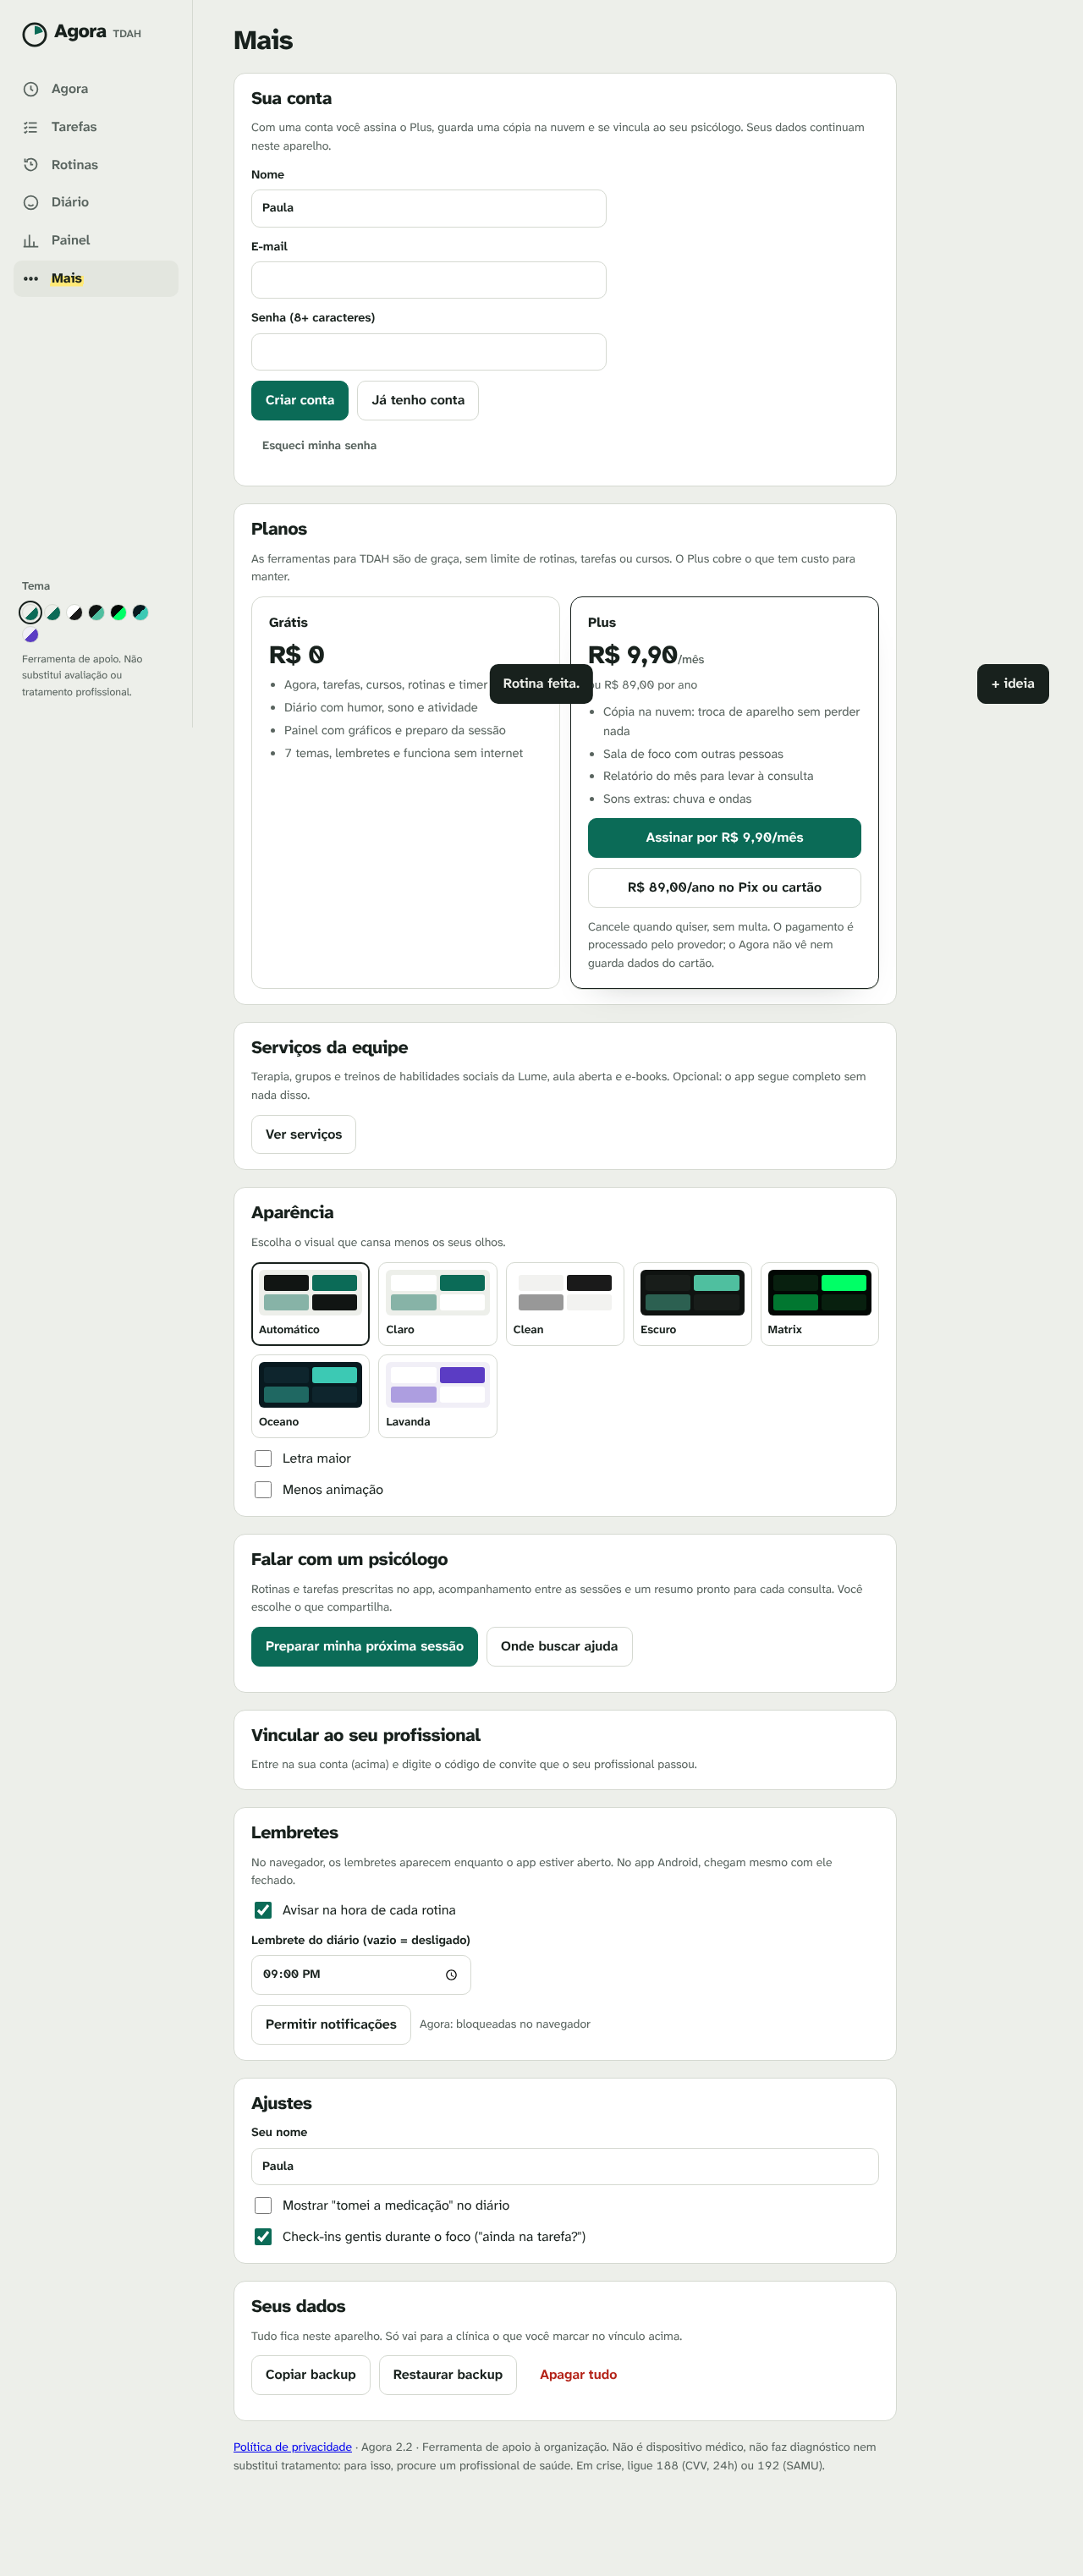 Agora TDAH
Agora
Tarefas
Rotinas
Diário
Painel
Mais
Tema
Ferramenta de apoio. Não
substitui avaliação ou
tratamento profissional.
Mais
Sua conta
Com uma conta você assina o Plus, guarda uma cópia na nuvem e se vincula ao seu psicólogo. Seus dados continuam
neste aparelho.
Nome
Paula
E-mail
Senha (8+ caracteres)
Criar conta
Já tenho conta
Esqueci minha senha
Planos
As ferramentas para TDAH são de graça, sem limite de rotinas, tarefas ou cursos. O Plus cobre o que tem custo para
manter.
Grátis
R$ 0
• Agora, tarefas, cursos, rotinas e timer
• Diário com humor, sono e atividade
• Painel com gráficos e preparo da sessão
• 7 temas, lembretes e funciona sem internet
Rotina feita.
Plus
R$ 9,90/mês
R$ 89,00 por ano
• Cópia na nuvem: troca de aparelho sem perder
nada
• Sala de foco com outras pessoas
• Relatório do mês para levar à consulta
• Sons extras: chuva e ondas
Assinar por R$ 9,90/mês
R$ 89,00/ano no Pix ou cartão
Cancele quando quiser, sem multa. O pagamento é
processado pelo provedor; o Agora não vê nem
guarda dados do cartão.
+ ideia
Serviços da equipe
Terapia, grupos e treinos de habilidades sociais da Lume, aula aberta e e-books. Opcional: o app segue completo sem
nada disso.
Ver serviços
Aparência
Escolha o visual que cansa menos os seus olhos.
Automático
Claro
Clean
Escuro
Matrix
Oceano
Lavanda
Letra maior
Menos animação
Falar com um psicólogo
Rotinas e tarefas prescritas no app, acompanhamento entre as sessões e um resumo pronto para cada consulta. Você
escolhe o que compartilha.
Preparar minha próxima sessão
Onde buscar ajuda
Vincular ao seu profissional
Entre na sua conta (acima) e digite o código de convite que o seu profissional passou.
Lembretes
No navegador, os lembretes aparecem enquanto o app estiver aberto. No app Android, chegam mesmo com ele
fechado.
Avisar na hora de cada rotina
Lembrete do diário (vazio = desligado)
09:00 PM
Permitir notificações
Agora: bloqueadas no navegador
Ajustes
Seu nome
Paula
Mostrar "tomei a medicação" no diário
Check-ins gentis durante o foco ("ainda na tarefa?")
Seus dados
Tudo fica neste aparelho. Só vai para a clínica o que você marcar no vínculo acima.
Copiar backup
Restaurar backup
Apagar tudo
Política de privacidade · Agora 2.2 · Ferramenta de apoio à organização. Não é dispositivo médico, não faz diagnóstico nem
substitui tratamento: para isso, procure um profissional de saúde. Em crise, ligue 188 (CVV, 24h) ou 192 (SAMU).